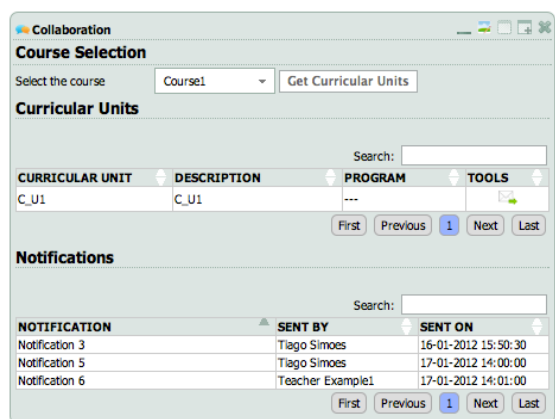 Collaboration
Course Selection
Select the course Course1 Get Curricular Units
Curricular Units
Search:
CURRICULAR UNIT DESCRIPTION PROGRAM TOOLS
C_U1 C_U1 ---
First Previous 1 Next Last
Notifications
Search:
NOTIFICATION SENT BY SENT ON
Notification 3 Tiago Simoes 16-01-2012 15:50:30
Notification 5 Tiago Simoes 17-01-2012 14:00:00
Notification 6 Teacher Example1 17-01-2012 14:01:00
First Previous 1 Next Last